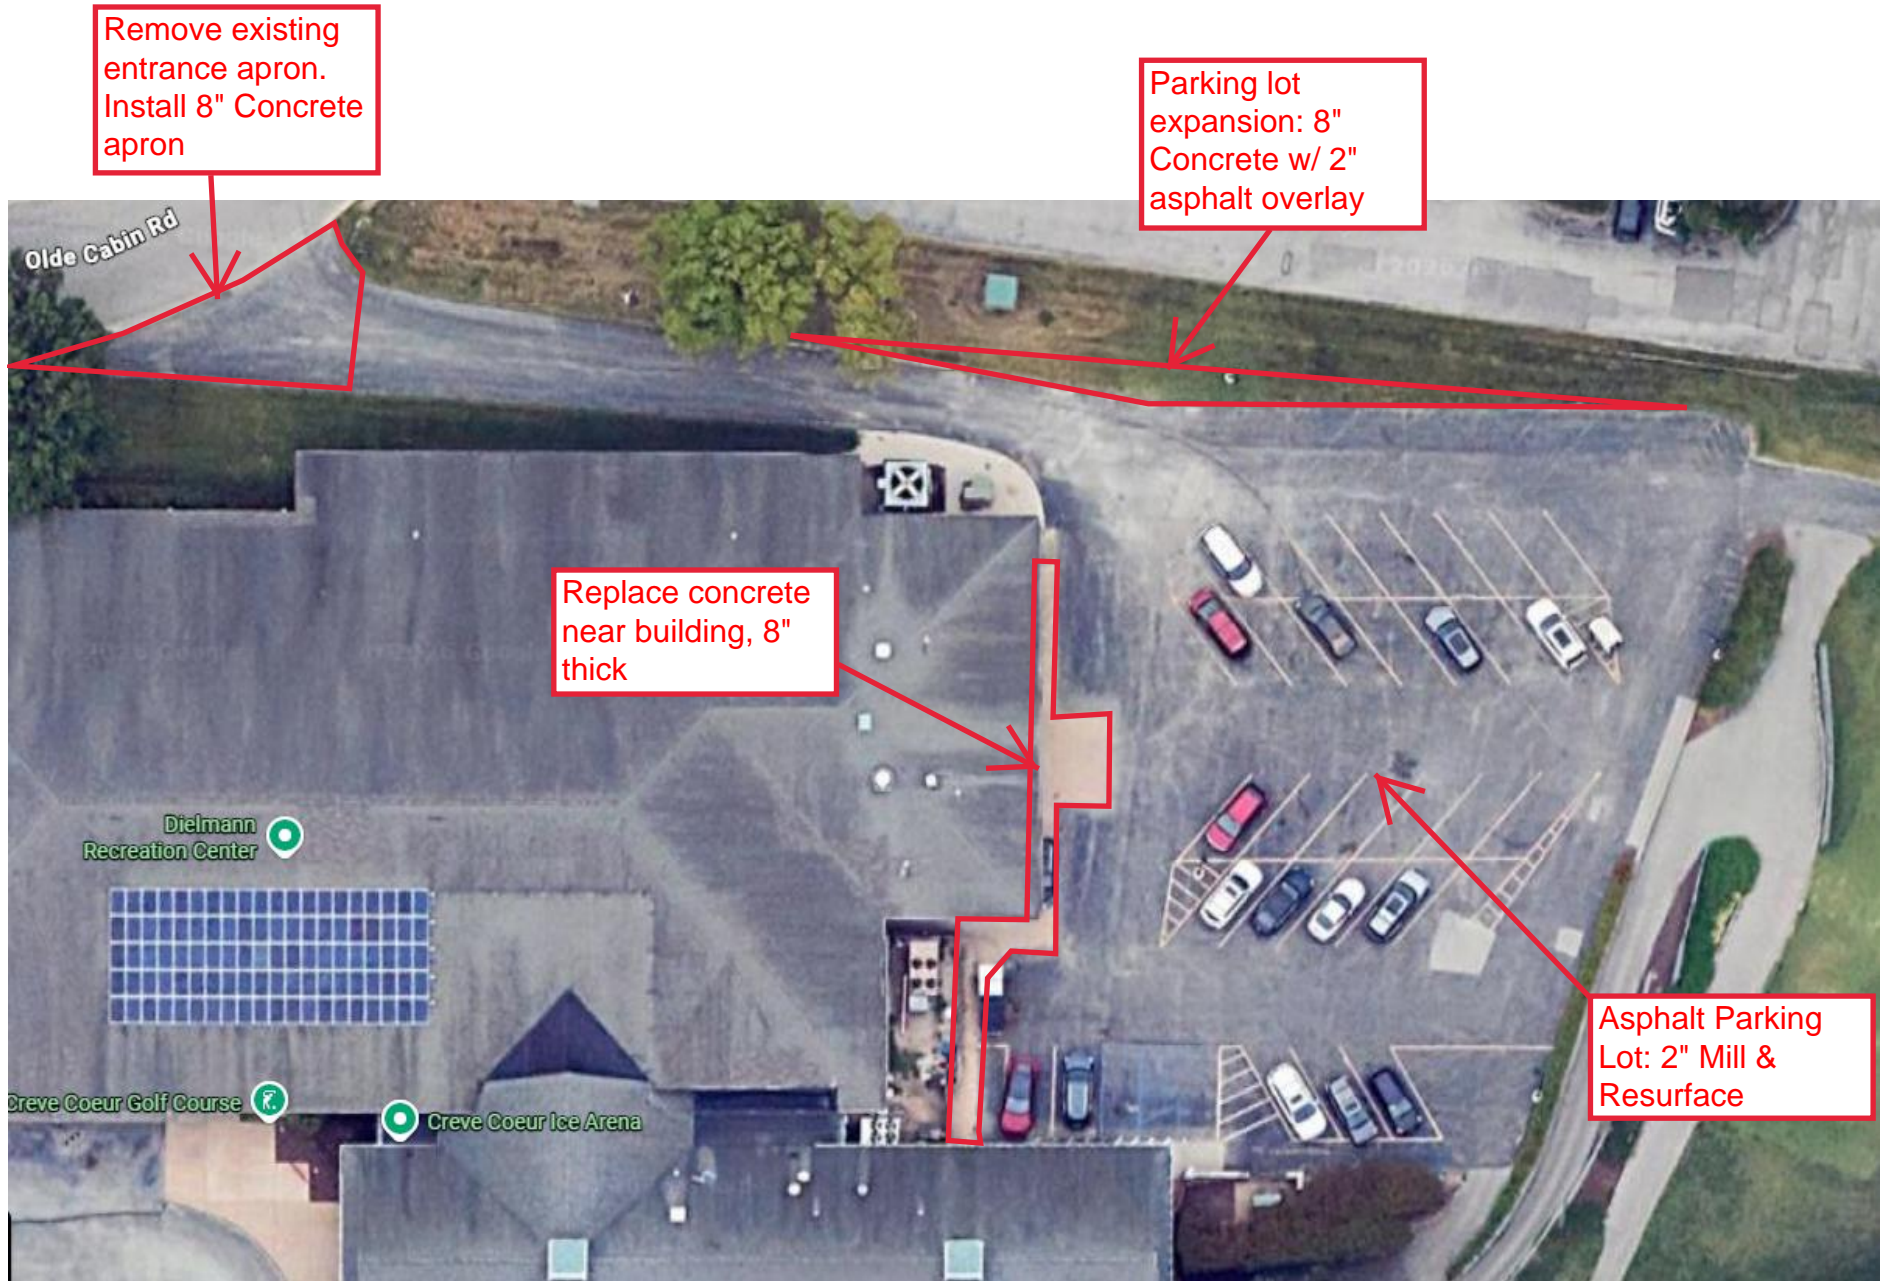 Remove existing
entrance apron.
Install 8" Concrete
apron
Parking lot
expansion: 8"
Concrete w/ 2"
asphalt overlay
Olde Cabin Rd
Replace concrete
near building, 8"
thick
Dielmann
Recreation Center
Asphalt Parking
Lot: 2" Mill &
Resurface
Creve Coeur Golf Course
Creve Coeur Ice Arena